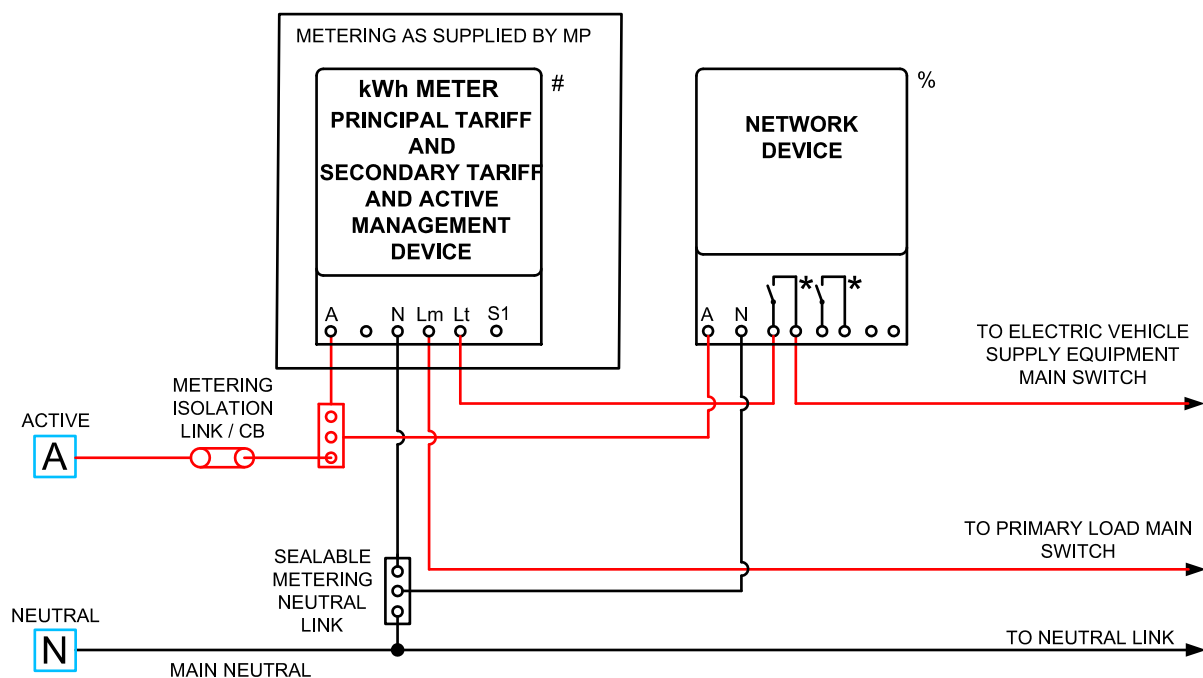 METERING AS SUPPLIED BY MP
kWh METER
PRINCIPAL TARIFF
AND
SECONDARY TARIFF
AND ACTIVE
MANAGEMENT
DEVICE
#
A
N
Lm
Lt
S1
NETWORK
DEVICE
%
*
*
A
N
TO ELECTRIC VEHICLE
SUPPLY EQUIPMENT
MAIN SWITCH
METERING
ISOLATION
LINK / CB
ACTIVE
A
TO PRIMARY LOAD MAIN
SWITCH
SEALABLE
METERING
NEUTRAL
LINK
NEUTRAL
N
MAIN NEUTRAL
TO NEUTRAL LINK